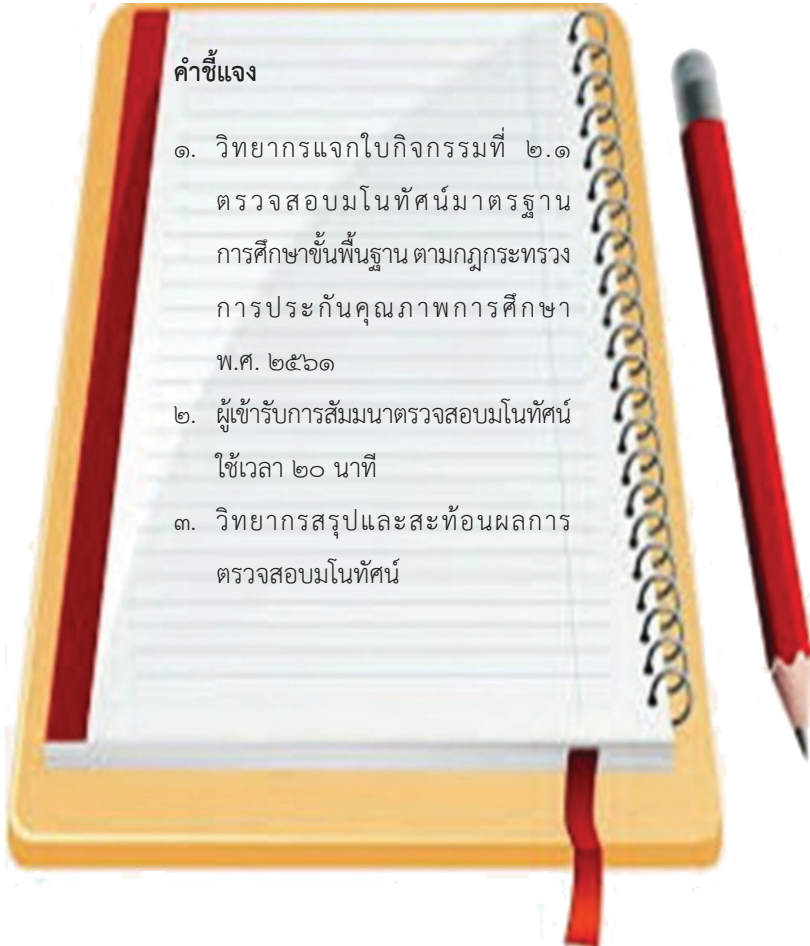 คำชี้แจง
๑. วิทยากรแจกใบกิจกรรมที่ ๒.๑
ตรวจสอบมโนทัศน์มาตรฐาน
การศึกษาขั้นพื้นฐาน ตามกฎกระทรวง
การประกันคุณภาพการศึกษา
พ.ศ. ๒๕๖๑
๒. ผู้เข้ารับการสัมมนาตรวจสอบมโนทัศน์
ใช้เวลา ๒๐ นาที
๓. วิทยากรสรุปและสะท้อนผลการ
ตรวจสอบมโนทัศน์